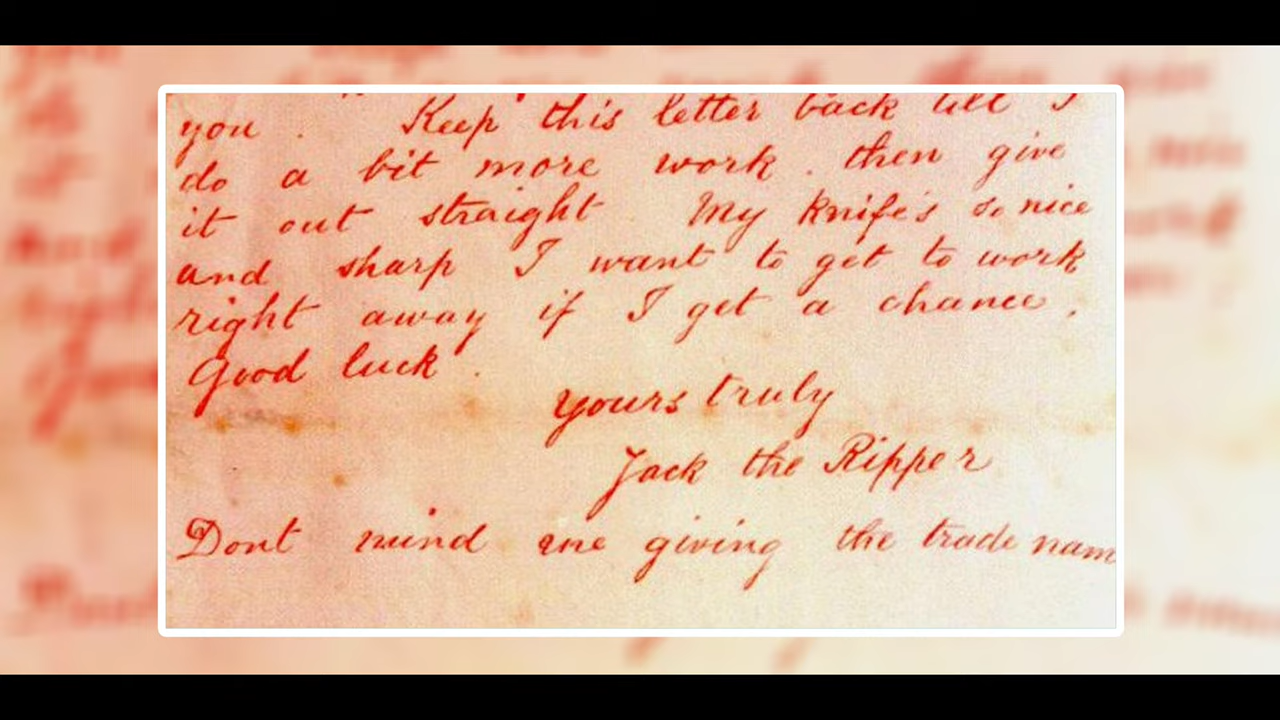 you . Keep this letter back till I
do a bit more work . then give
it out straight My knife's so nice
and sharp I want to get to work
right away if I get a chance .
Good luck .
yours truly
Jack the Ripper
Dont mind me giving the trade nam